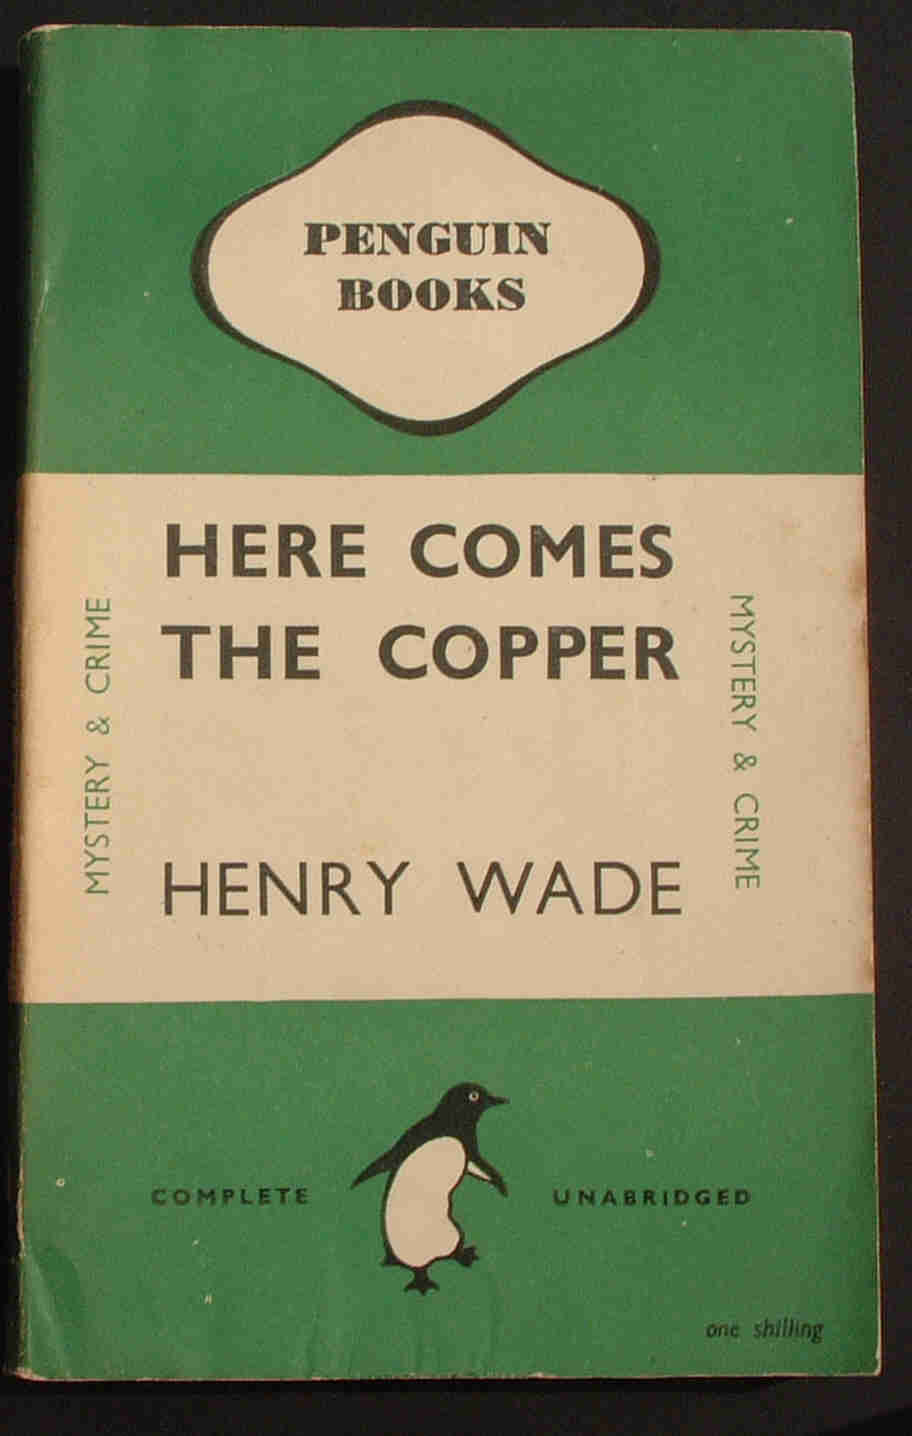 PENGUIN
BOOKS
HERE COMES
THE COPPER
MYSTERY & CRIME
MYSTERY & CRIME
HENRY WADE
COMPLETE
UNABRIDGED
one shilling